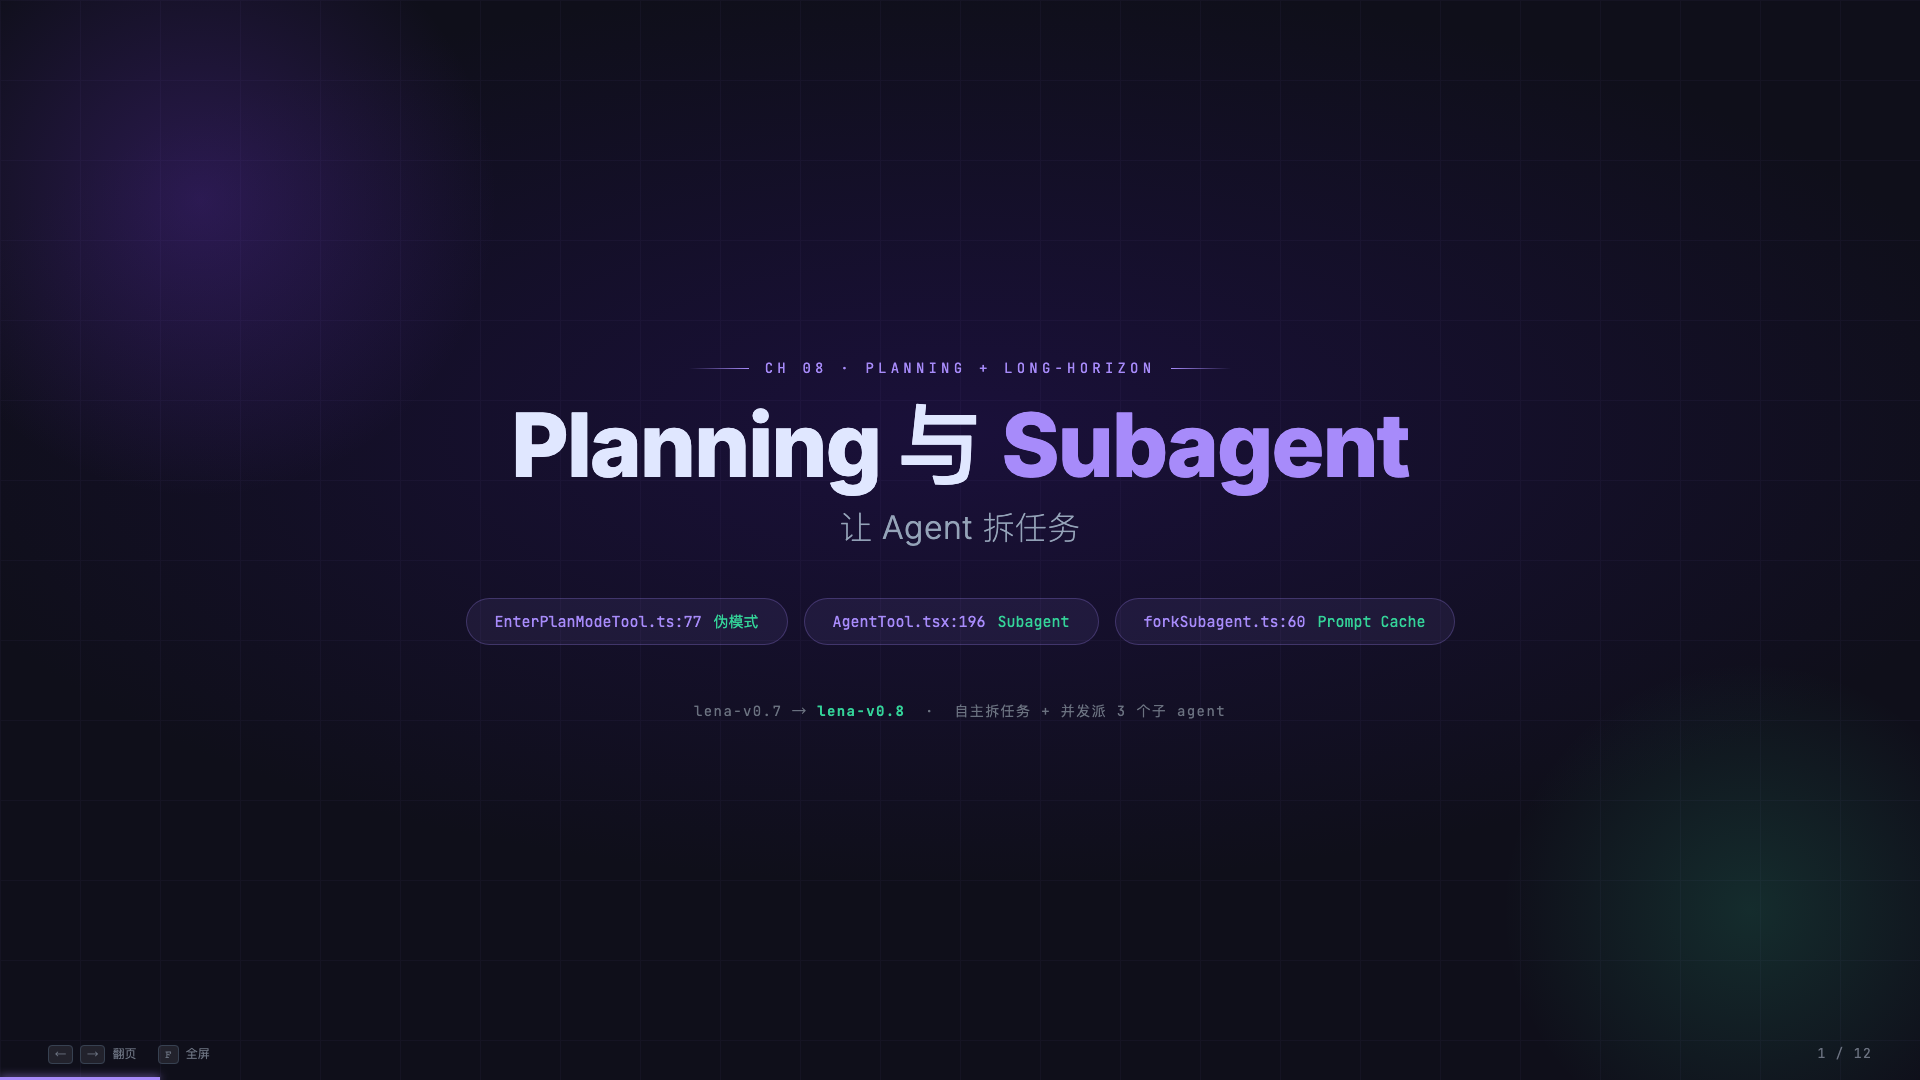 CH 08 · PLANNING + LONG-HORIZON
Planning 与 Subagent
让 Agent 拆任务
EnterPlanModeTool.ts:77 伪模式
AgentTool.tsx:196 Subagent
forkSubagent.ts:60 Prompt Cache
lena-v0.7 → lena-v0.8 · 自主拆任务 + 并发派 3 个子 agent
← → 翻页 F 全屏
1 / 12